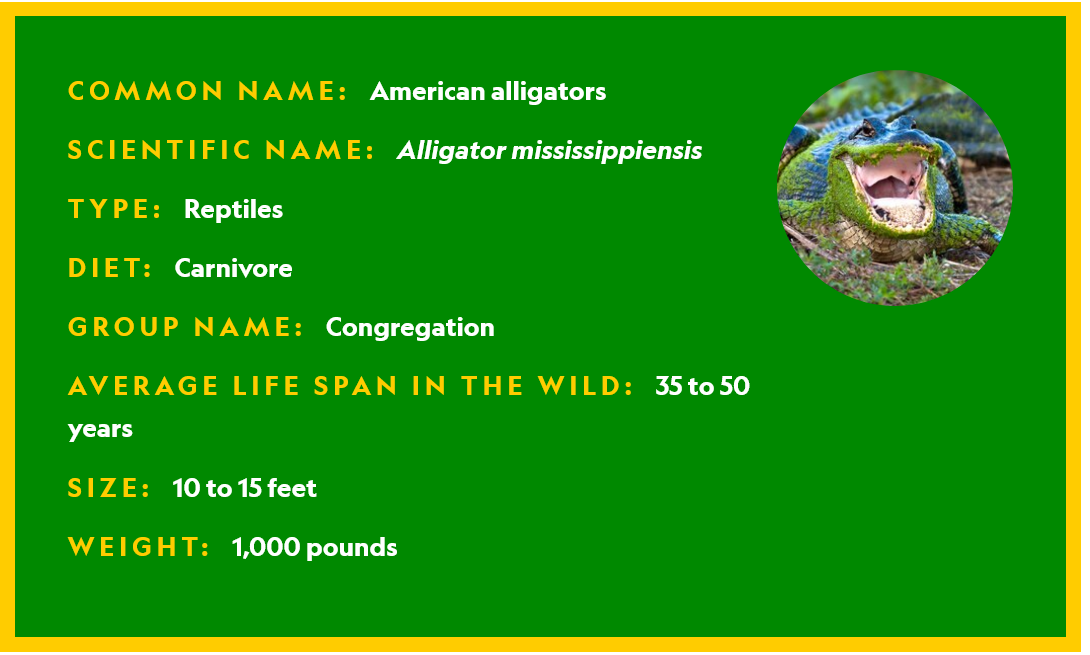 COMMON NAME: American alligators
SCIENTIFIC NAME: Alligator mississippiensis
TYPE: Reptiles
DIET: Carnivore
GROUP NAME: Congregation
AVERAGE LIFE SPAN IN THE WILD: 35 to 50
years
SIZE: 10 to 15 feet
WEIGHT: 1,000 pounds